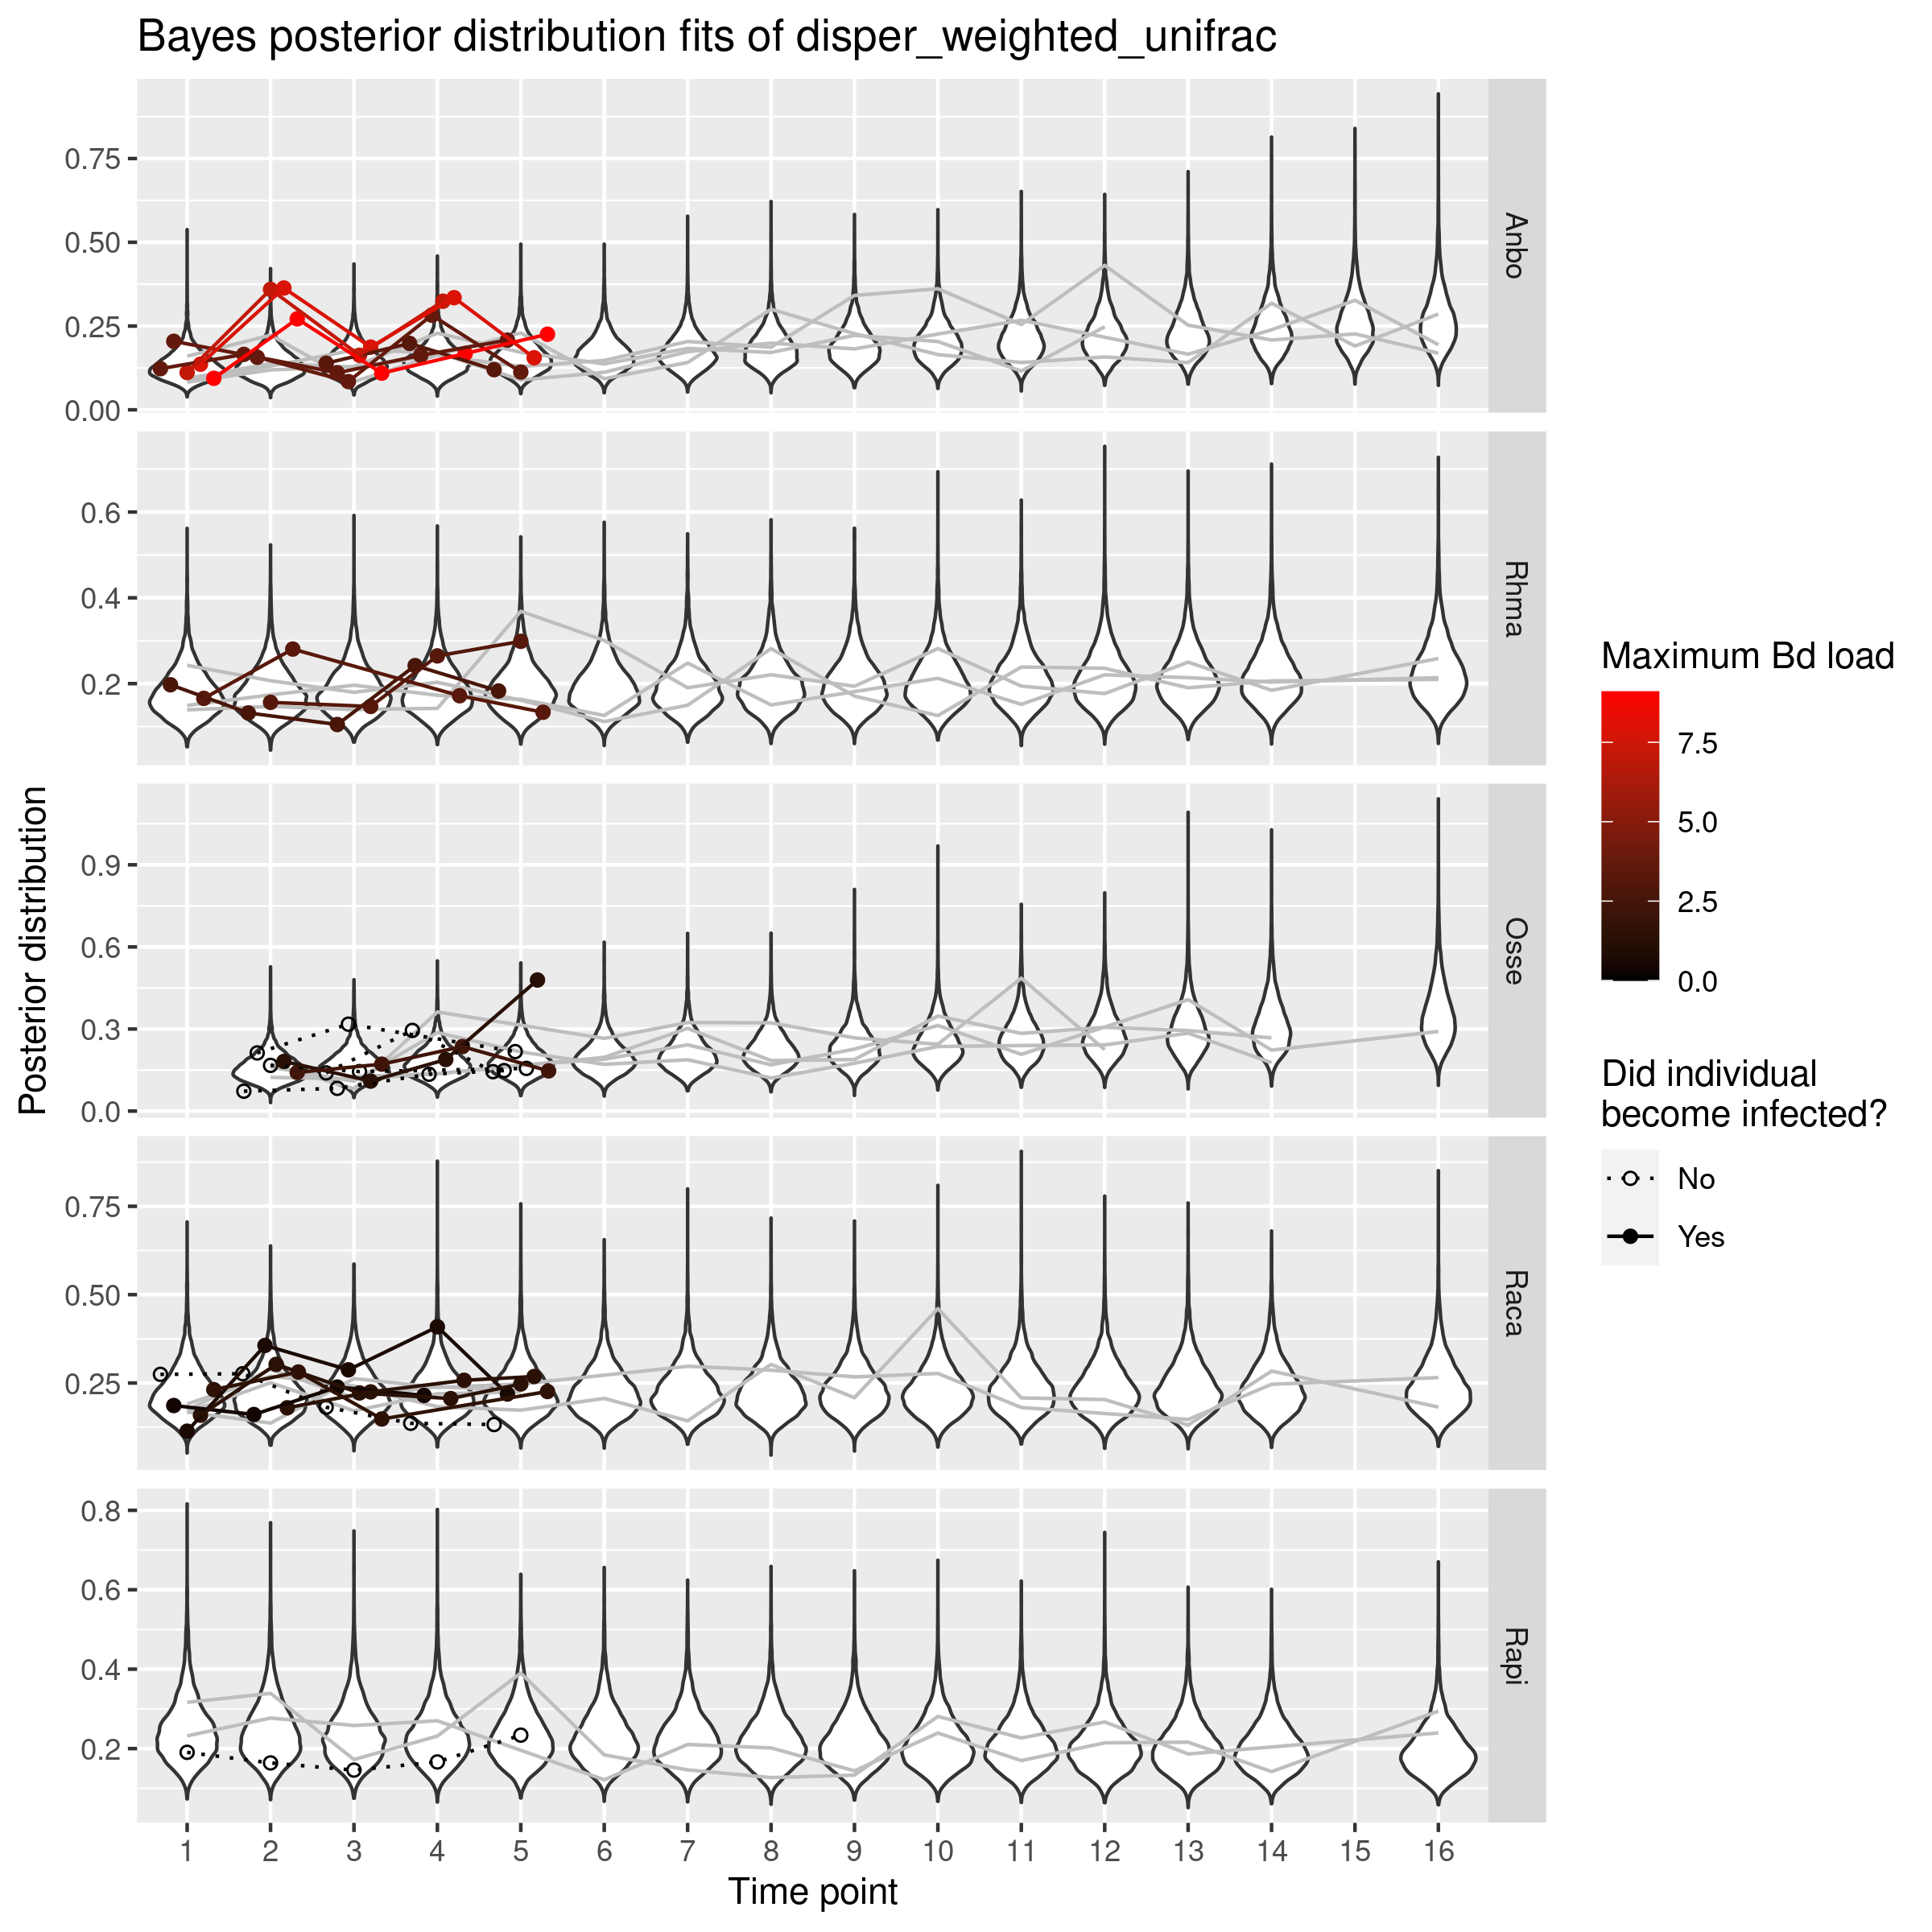 Bayes posterior distribution fits of disper_weighted_unifrac
Posterior distribution
0.75
0.50
0.25
0.00
Anbo
0.6
0.4
0.2
Rhma
0.9
0.6
0.3
0.0
Osse
0.75
0.50
0.25
Raca
0.8
0.6
0.4
0.2
Rapi
1 2 3 4 5 6 7 8 9 10 11 12 13 14 15 16
Time point
Maximum Bd load
7.5
5.0
2.5
0.0
Did individual
become infected?
No
Yes